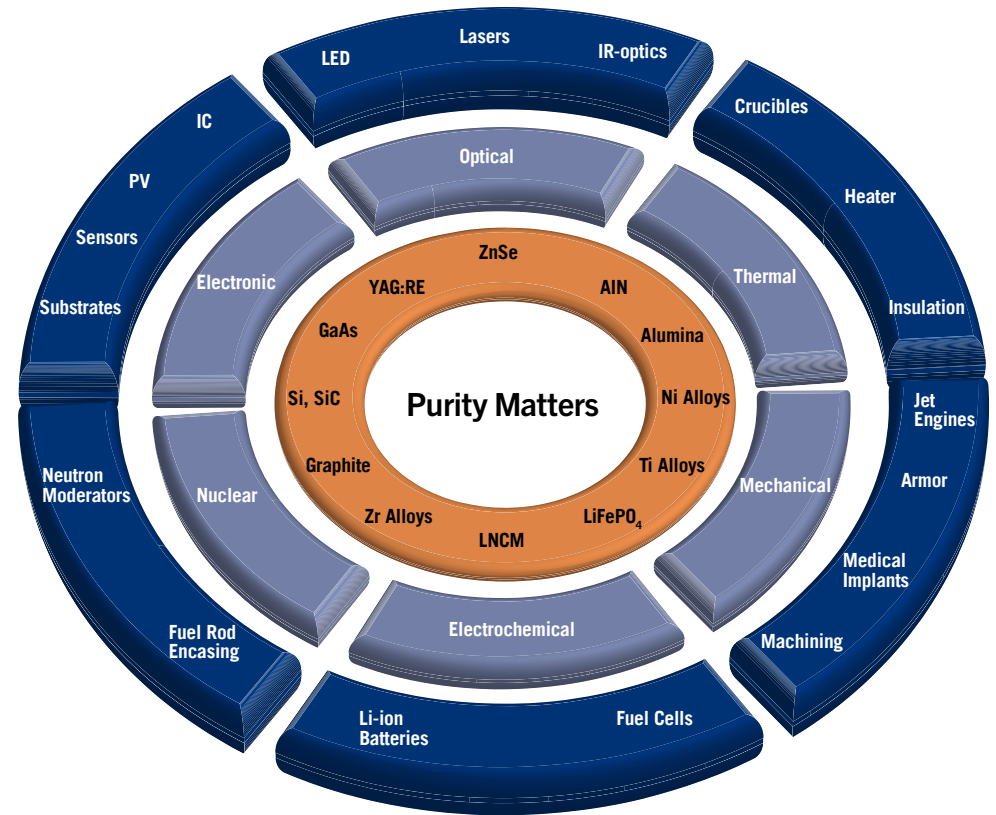 Lasers
LED
IR-optics
Crucibles
IC
Optical
PV
Heater
Sensors
ZnSe
Electronic
Thermal
YAG:RE
AlN
Substrates
GaAs
Alumina
Insulation
Si, SiC
Purity Matters
Ni Alloys
Jet
Engines
Graphite
Ti Alloys
Neutron
Moderators
Nuclear
Mechanical
Armor
Zr Alloys
LiFePO₄
LNCM
Medical
Implants
Fuel Rod
Encasing
Electrochemical
Machining
Li-ion
Batteries
Fuel Cells